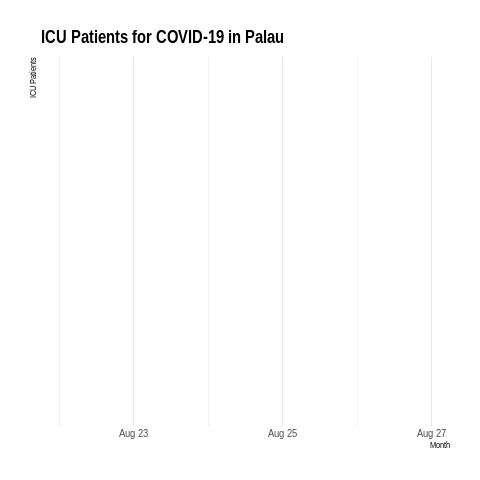 ICU Patients for COVID-19 in Palau
ICU Patients
Aug 23
Aug 25
Aug 27
Month